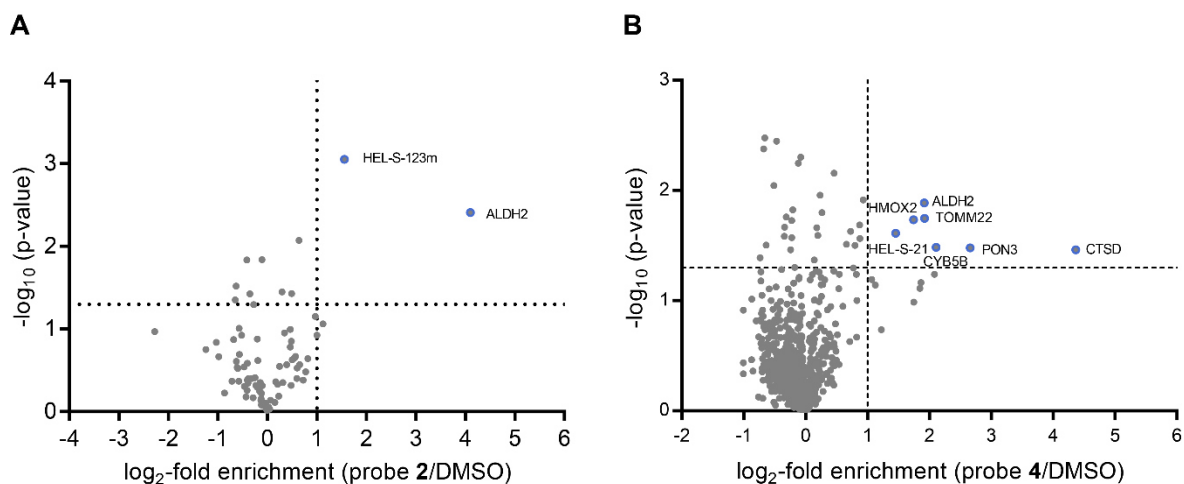 A
4
3
2
1
0
-log₁₀ (p-value)
HEL-S-123m
ALDH2
-4 -3 -2 -1 0 1 2 3 4 5 6
log₂-fold enrichment (probe 2/DMSO)
B
3
2
1
0
-log₁₀ (p-value)
HMOX2
ALDH2
TOMM22
HEL-S-21
CYB5B
PON3
CTSD
-2 -1 0 1 2 3 4 5 6
log₂-fold enrichment (probe 4/DMSO)